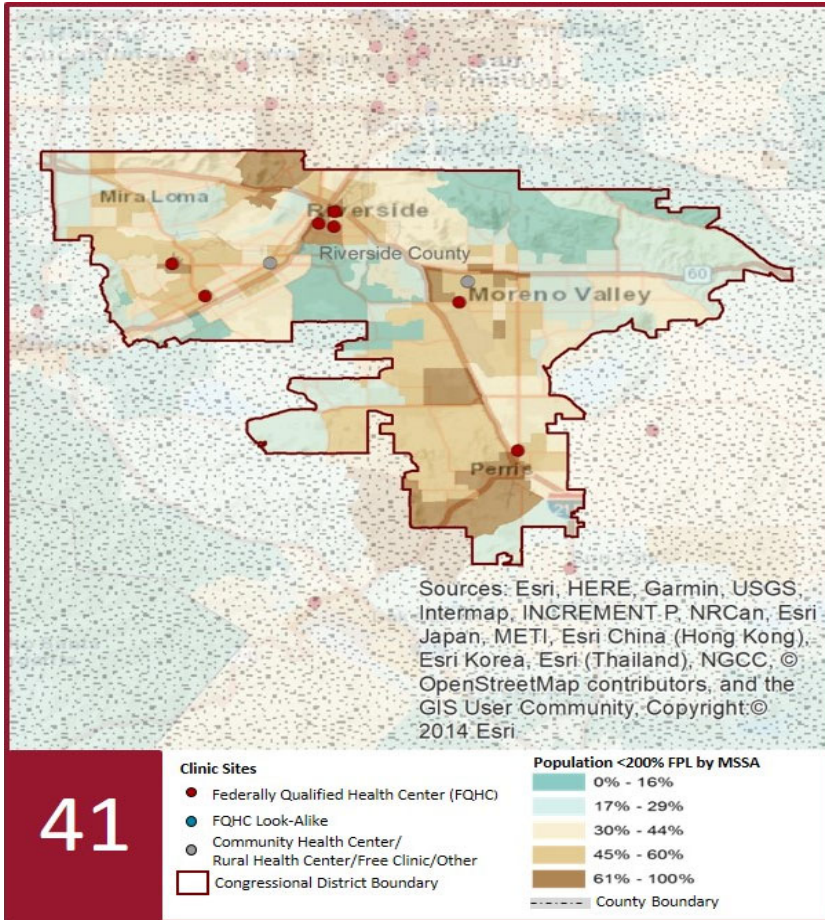 Mira Loma
Riverside
Riverside County
60
Moreno Valley
Perris
Sources: Esri, HERE, Garmin, USGS,
Intermap, INCREMENT P, NRCan, Esri
Japan, METI, Esri China (Hong Kong),
Esri Korea, Esri (Thailand), NGCC, ©
OpenStreetMap contributors, and the
GIS User Community, Copyright:©
2014 Esri
41
Clinic Sites
Federally Qualified Health Center (FQHC)
FQHC Look-Alike
Community Health Center/
Rural Health Center/Free Clinic/Other
Congressional District Boundary
Population <200% FPL by MSSA
0% - 16%
17% - 29%
30% - 44%
45% - 60%
61% - 100%
County Boundary